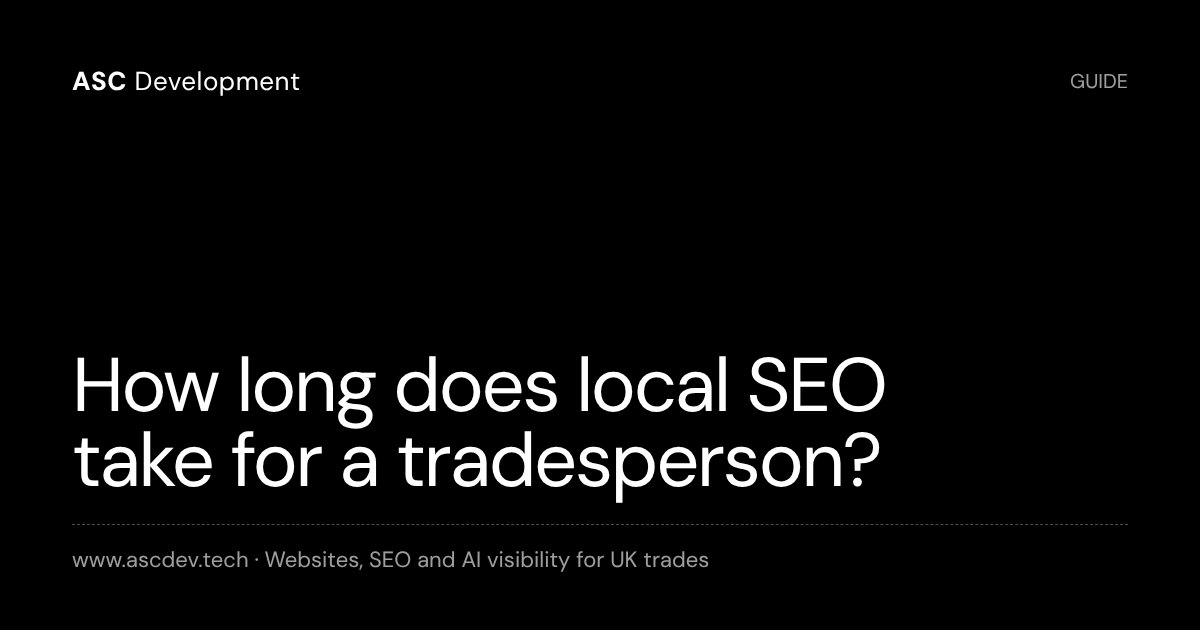 ASC Development
GUIDE
How long does local SEO
take for a tradesperson?
www.ascdev.tech · Websites, SEO and AI visibility for UK trades